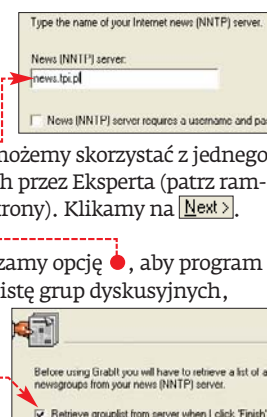 Type the name of your Internet news (NNTP) server.
News (NNTP) server:
news.tpi.pl
News (NNTP) server requires a username and pa
możemy skorzystać z jednego
h przez Eksperta (patrz ram-
trony). Klikamy na Next > .
zamy opcję , aby program
istę grup dyskusyjnych,
Before using GrabIt you will have to retrieve a list of a
newsgroups from your news (NNTP) server.
Retrieve grouplist from server when I click 'Finish'